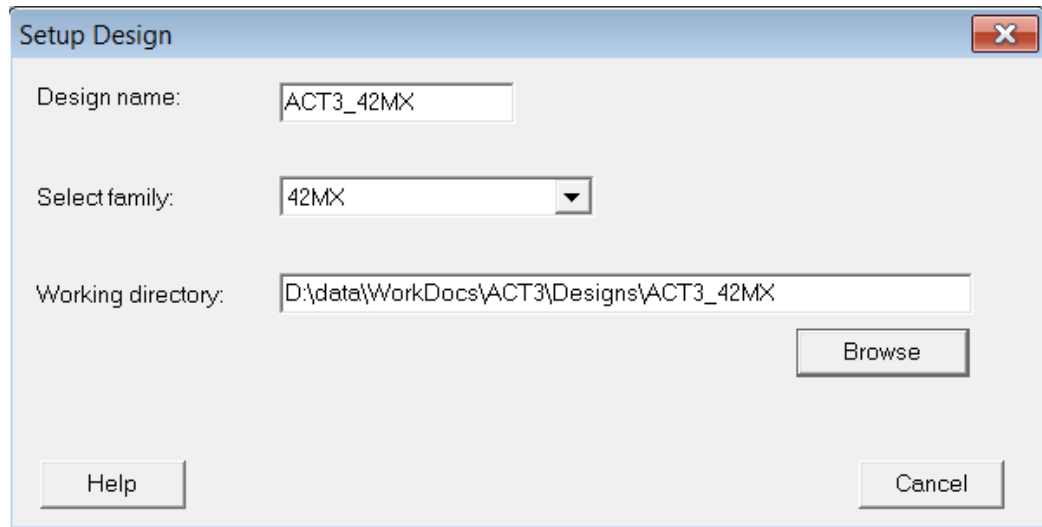 Setup Design
Design name: ACT3_42MX
Select family: 42MX
Working directory: D:\data\WorkDocs\ACT3\Designs\ACT3_42MX
Browse
Help Cancel